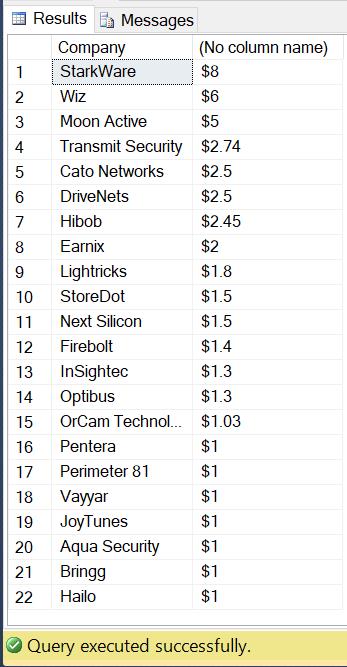 Results Messages
Company (No column name)
1 StarkWare $8
2 Wiz $6
3 Moon Active $5
4 Transmit Security $2.74
5 Cato Networks $2.5
6 DriveNets $2.5
7 Hibob $2.45
8 Earnix $2
9 Lightricks $1.8
10 StoreDot $1.5
11 Next Silicon $1.5
12 Firebolt $1.4
13 InSightec $1.3
14 Optibus $1.3
15 OrCam Technol... $1.03
16 Pentera $1
17 Perimeter 81 $1
18 Vayyar $1
19 JoyTunes $1
20 Aqua Security $1
21 Bringg $1
22 Hailo $1
Query executed successfully.